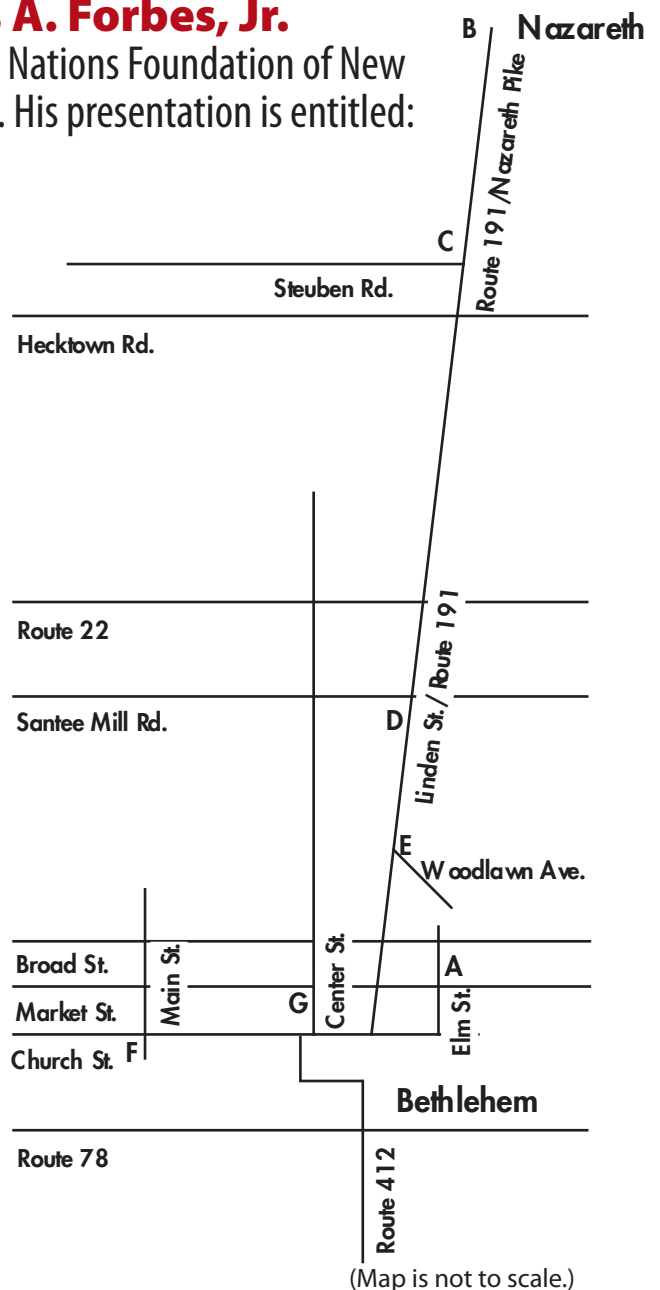 A. Forbes, Jr.
Nations Foundation of New
. His presentation is entitled:
B Nazareth
Route 191/Nazareth Pike
C
Steuben Rd.
Hecktown Rd.
Route 22
Linden St./ Route 191
Santee Mill Rd.
D
E
Woodlawn Ave.
Broad St.
Main St.
Center St.
A
Market St.
G
Elm St.
Church St.
F
Bethlehem
Route 78
Route 412
(Map is not to scale.)